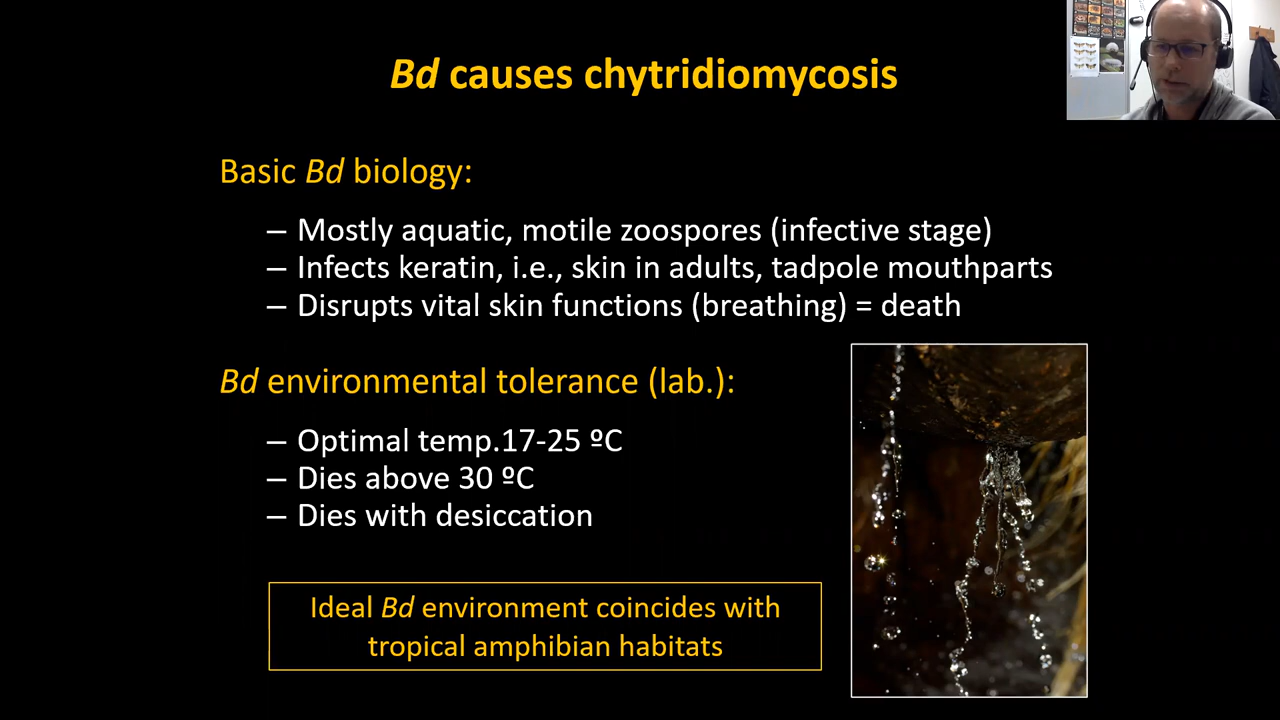 Bd causes chytridiomycosis
Basic Bd biology:
– Mostly aquatic, motile zoospores (infective stage)
– Infects keratin, i.e., skin in adults, tadpole mouthparts
– Disrupts vital skin functions (breathing) = death
Bd environmental tolerance (lab.):
– Optimal temp.17-25 ºC
– Dies above 30 ºC
– Dies with desiccation
Ideal Bd environment coincides with
tropical amphibian habitats